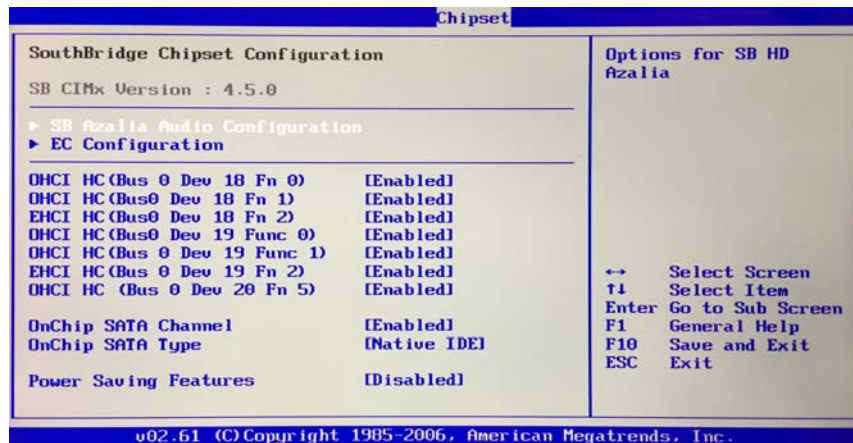 Chipset
SouthBridge Chipset Configuration
SB CIMx Version : 4.5.0
► SB Azalia Audio Configuration
► EC Configuration
OHCI HC(Bus 0 Dev 18 Fn 0) [Enabled]
OHCI HC(Bus0 Dev 18 Fn 1) [Enabled]
EHCI HC(Bus0 Dev 18 Fn 2) [Enabled]
OHCI HC(Bus0 Dev 19 Func 0) [Enabled]
OHCI HC(Bus 0 Dev 19 Func 1) [Enabled]
EHCI HC(Bus 0 Dev 19 Fn 2) [Enabled]
OHCI HC (Bus 0 Dev 20 Fn 5) [Enabled]
OnChip SATA Channel [Enabled]
OnChip SATA Type [Native IDE]
Power Saving Features [Disabled]
Options for SB HD
Azalia
↔ Select Screen
↑↓ Select Item
Enter Go to Sub Screen
F1 General Help
F10 Save and Exit
ESC Exit
v02.61 (C)Copyright 1985-2006, American Megatrends, Inc.